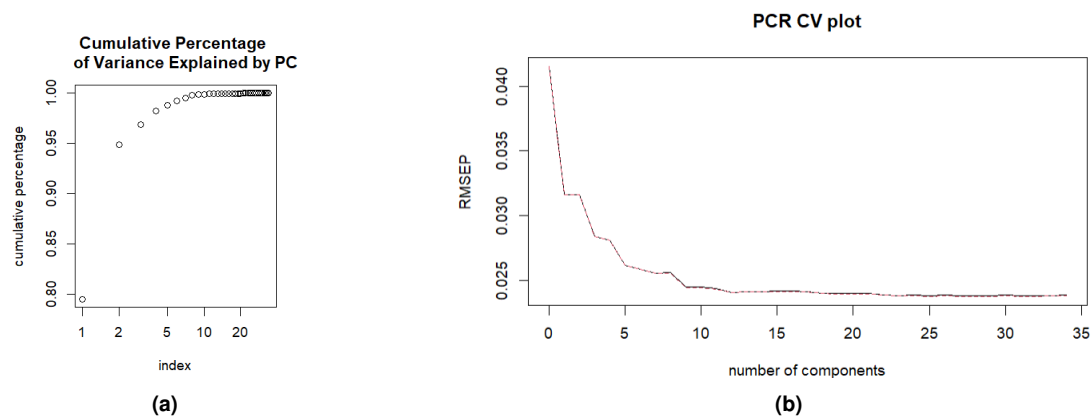 Cumulative Percentage
of Variance Explained by PC
cumulative percentage
1.00
0.95
0.90
0.85
0.80
1 2 5 10 20
index
(a)
PCR CV plot
RMSEP
0.040
0.035
0.030
0.025
0 5 10 15 20 25 30 35
number of components
(b)